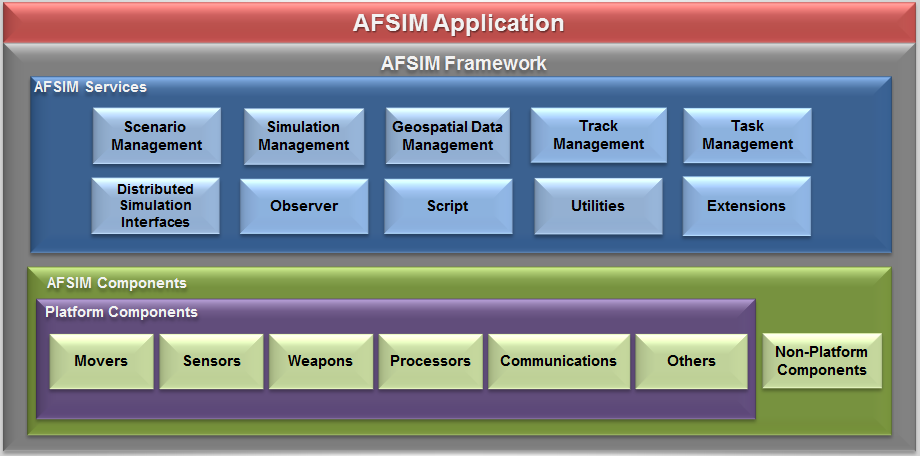 AFSIM Application
AFSIM Framework
AFSIM Services
Scenario
Management
Simulation
Management
Geospatial Data
Management
Track
Management
Task
Management
Distributed
Simulation
Interfaces
Observer
Script
Utilities
Extensions
AFSIM Components
Platform Components
Movers
Sensors
Weapons
Processors
Communications
Others
Non-Platform
Components